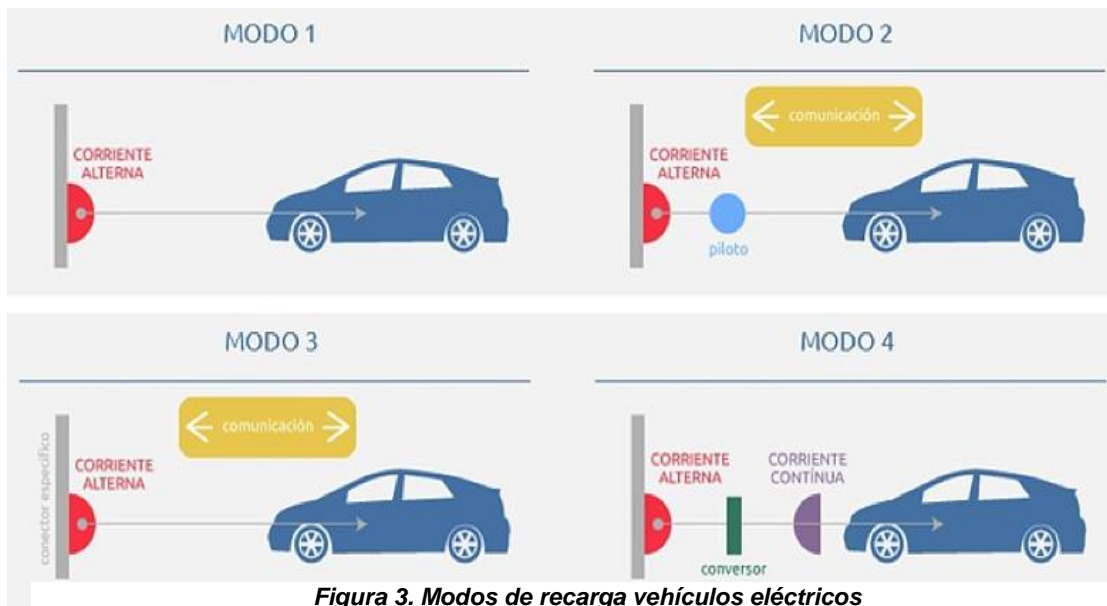 MODO 1
CORRIENTE
ALTERNA
MODO 2
comunicación
CORRIENTE
ALTERNA
piloto
MODO 3
comunicación
conector específico
CORRIENTE
ALTERNA
MODO 4
CORRIENTE
ALTERNA
CORRIENTE
CONTÍNUA
conversor
Figura 3. Modos de recarga vehículos eléctricos